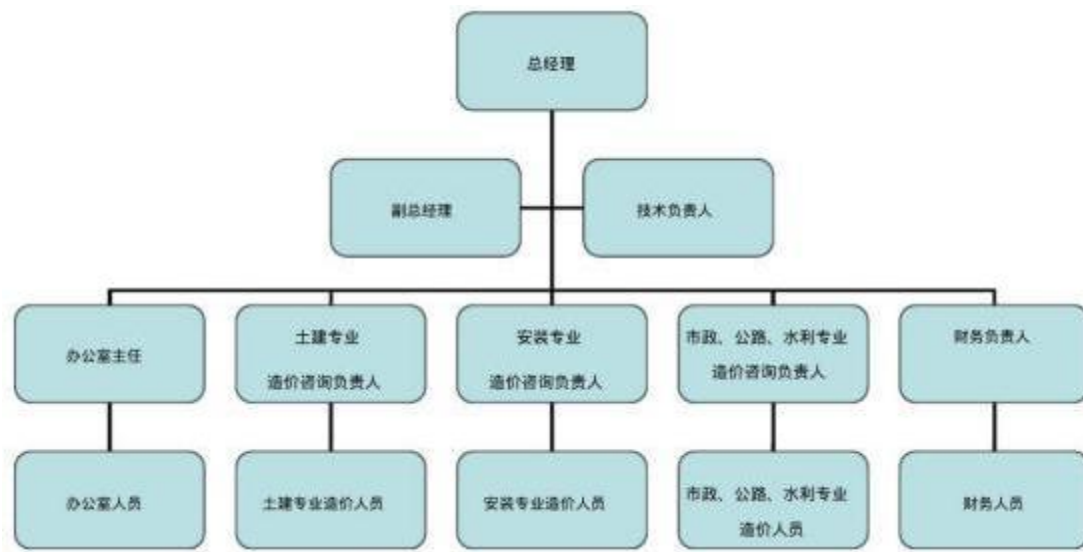 总经理
副总经理
技术负责人
办公室主任
土建专业
造价咨询负责人
安装专业
造价咨询负责人
市政、公路、水利专业
造价咨询负责人
财务负责人
办公室人员
土建专业造价人员
安装专业造价人员
市政、公路、水利专业
造价人员
财务人员